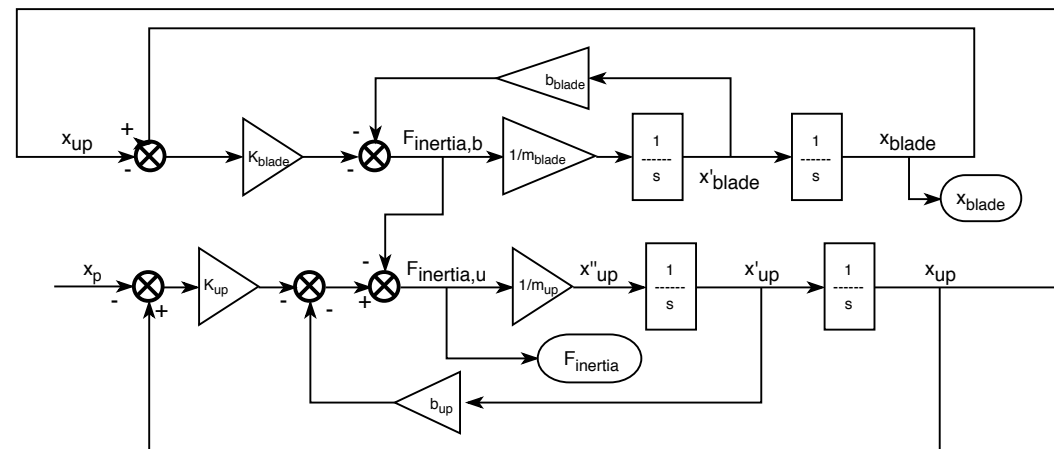 b_blade
x_up
+
-
K_blade
-
-
F_inertia,b
1/m_blade
1
------
s
x'_blade
1
------
s
x_blade
x_blade
x_p
-
+
K_up
-
-
-
+
F_inertia,u
1/m_up
x''_up
1
------
s
x'_up
1
------
s
x_up
F_inertia
b_up